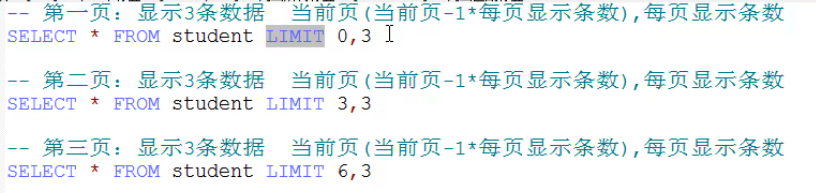 -- 第一页: 显示3条数据  当前页(当前页-1*每页显示条数),每页显示条数
SELECT * FROM student LIMIT 0,3
-- 第二页: 显示3条数据  当前页(当前页-1*每页显示条数),每页显示条数
SELECT * FROM student LIMIT 3,3
-- 第三页: 显示3条数据  当前页(当前页-1*每页显示条数),每页显示条数
SELECT * FROM student LIMIT 6,3